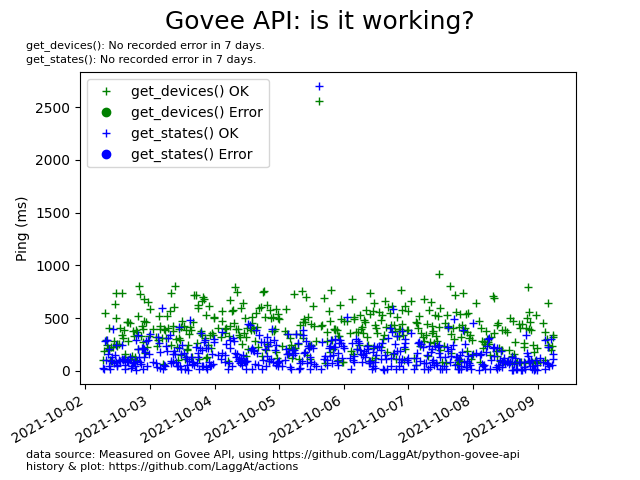 Govee API: is it working?
get_devices(): No recorded error in 7 days.
get_states(): No recorded error in 7 days.
get_devices() OK
get_devices() Error
get_states() OK
get_states() Error
Ping (ms)
2500
2000
1500
1000
500
0
2021-10-02
2021-10-03
2021-10-04
2021-10-05
2021-10-06
2021-10-07
2021-10-08
2021-10-09
data source: Measured on Govee API, using https://github.com/LaggAt/python-govee-api
history & plot: https://github.com/LaggAt/actions